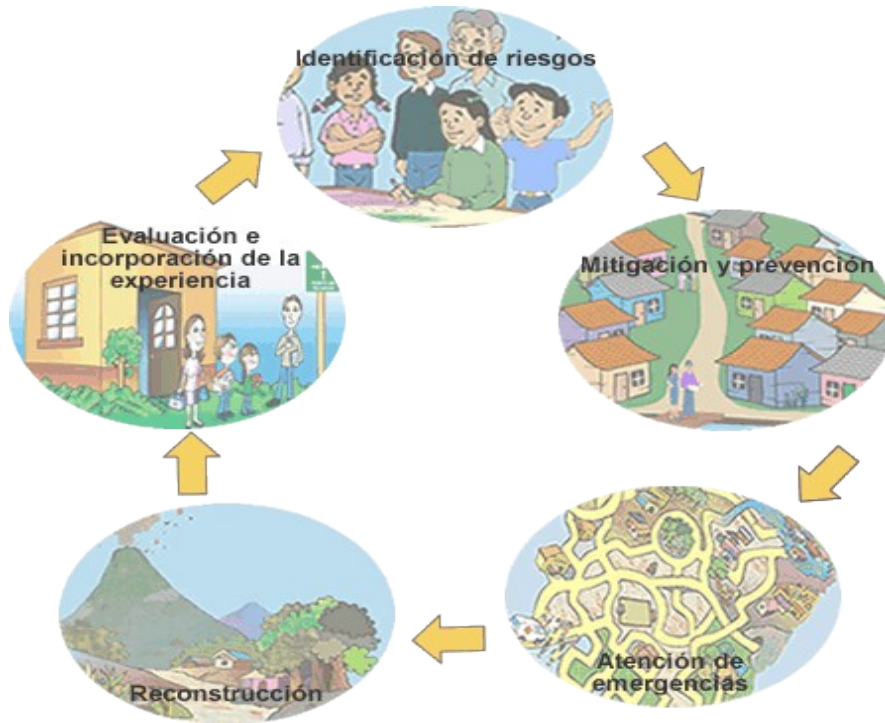 Identificación de riesgos
Mitigación y prevención
Atención de
emergencias
Reconstrucción
Evaluación e
incorporación de la
experiencia